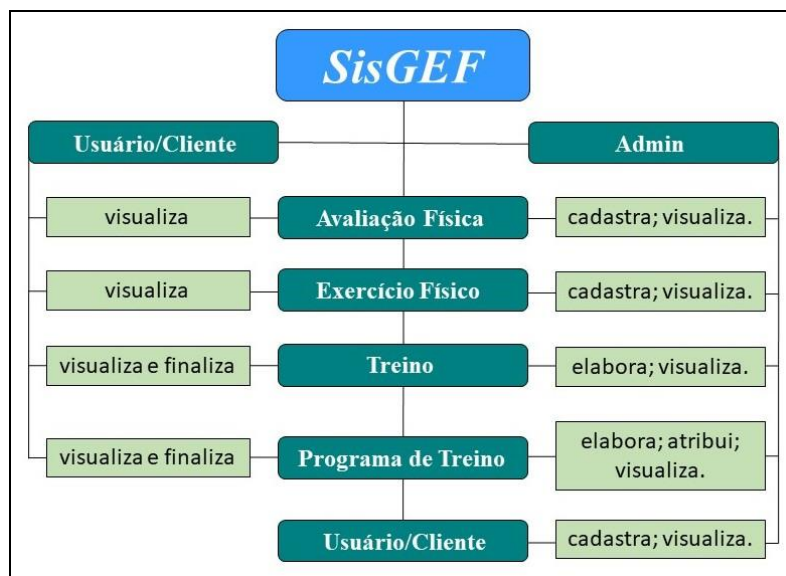 SisGEF
Usuário/Cliente
Admin
visualiza
Avaliação Física
cadastra; visualiza.
visualiza
Exercício Físico
cadastra; visualiza.
visualiza e finaliza
Treino
elabora; visualiza.
visualiza e finaliza
Programa de Treino
elabora; atribui;
visualiza.
Usuário/Cliente
cadastra; visualiza.